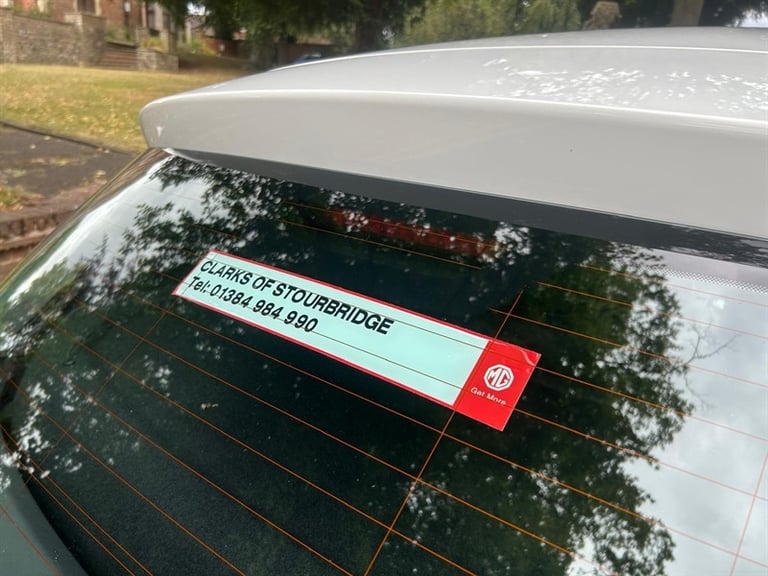 CLARKS OF STOURBRIDGE
Tel: 01384 984 990
MG
Get More